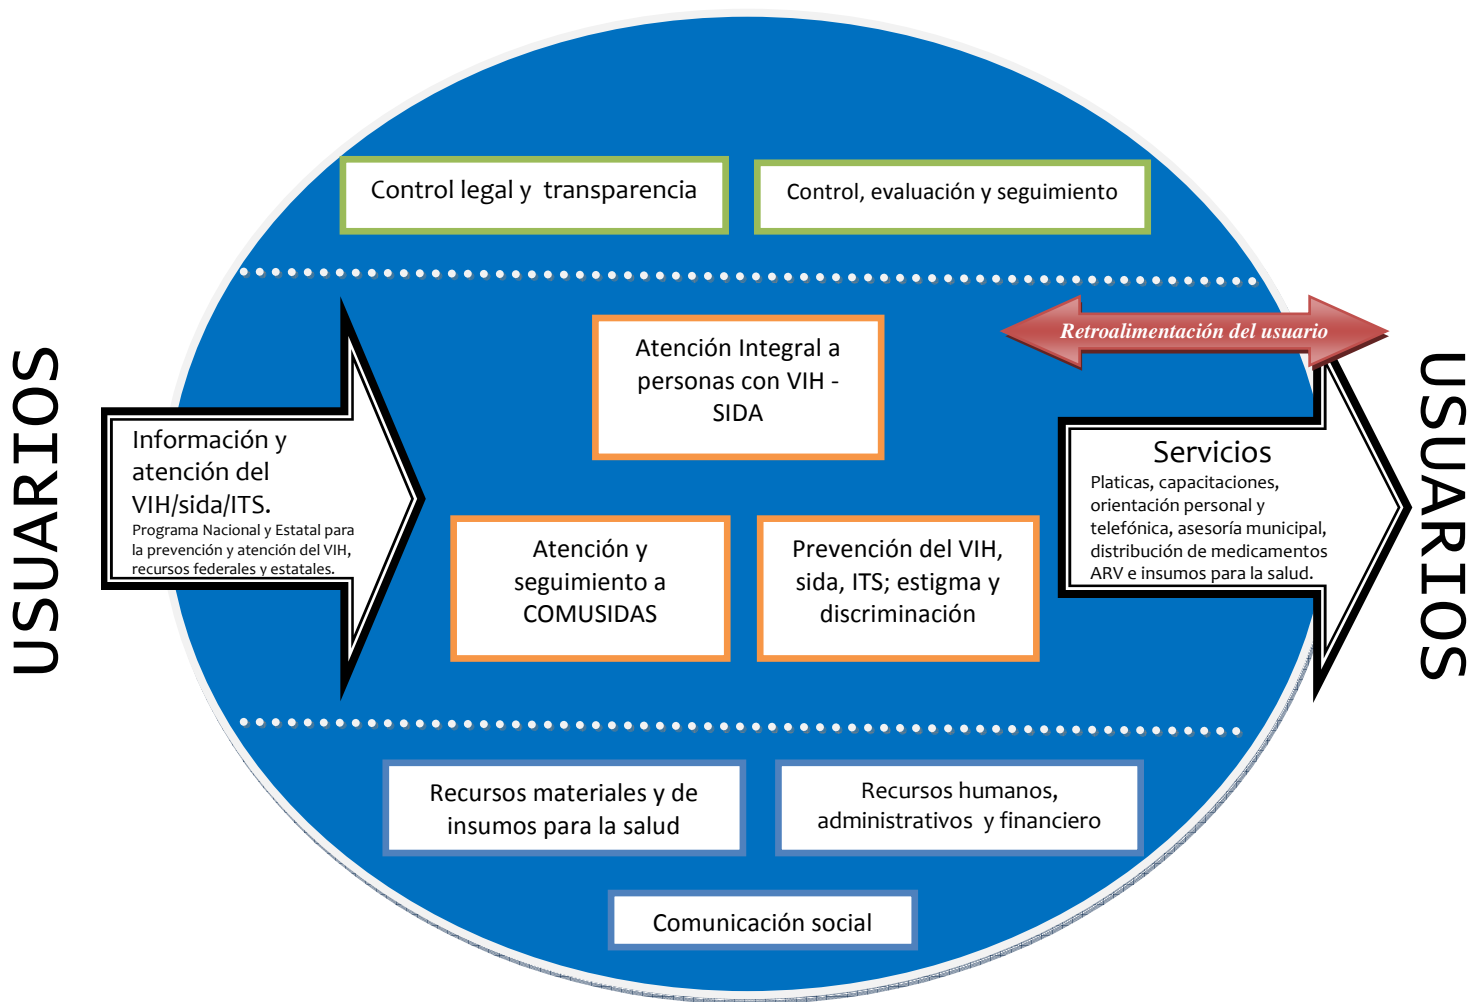 Control legal y  transparencia
Control, evaluación y seguimiento
Retroalimentación del usuario
Atención Integral a
personas con VIH -
SIDA
USUARIOS
Información y
atención del
VIH/sida/ITS.
Programa Nacional y Estatal para
la prevención y atención del VIH,
recursos federales y estatales.
Atención y
seguimiento a
COMUSIDAS
Prevención del VIH,
sida, ITS; estigma y
discriminación
Servicios
Platicas, capacitaciones,
orientación personal y
telefónica, asesoría municipal,
distribución de medicamentos
ARV e insumos para la salud.
USUARIOS
Recursos materiales y de
insumos para la salud
Recursos humanos,
administrativos  y financiero
Comunicación social